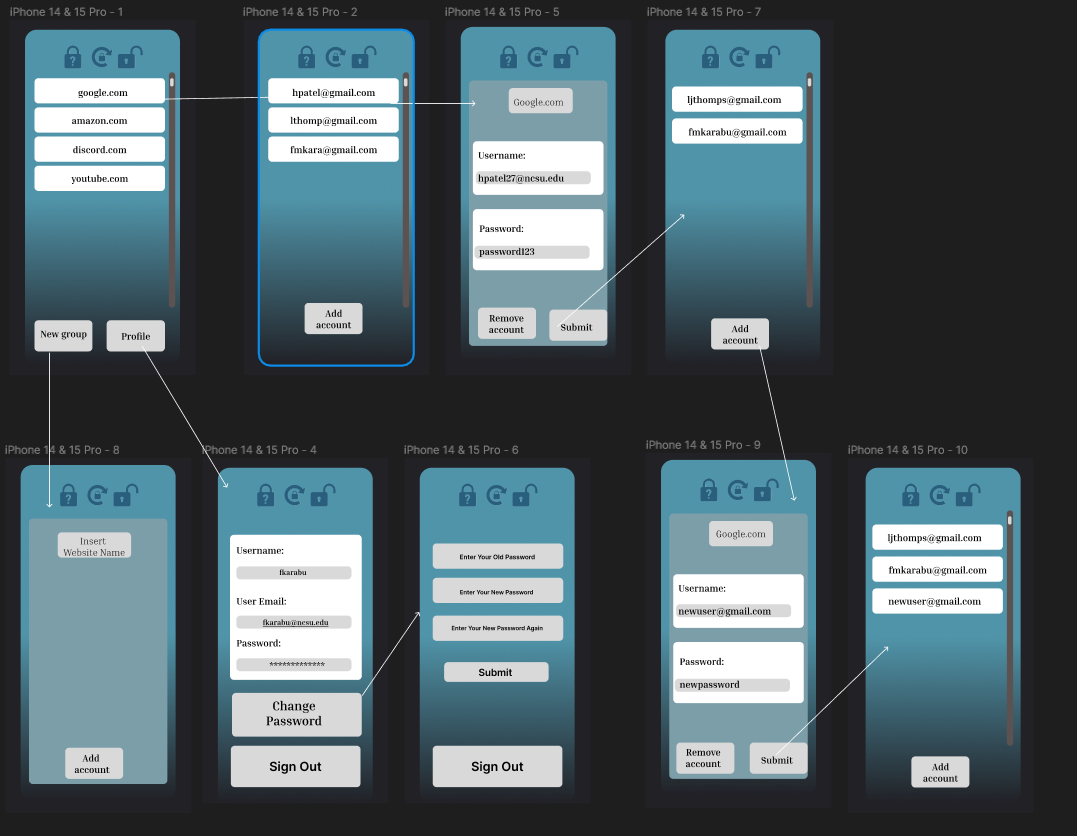 iPhone 14 & 15 Pro - 1
?
google.com
amazon.com
discord.com
youtube.com
New group
Profile
iPhone 14 & 15 Pro - 2
?
hpatel@gmail.com
lthomp@gmail.com
fmkara@gmail.com
Add
account
iPhone 14 & 15 Pro - 5
?
Google.com
Username:
hpatel27@ncsu.edu
Password:
password123
Remove
account
Submit
iPhone 14 & 15 Pro - 7
?
ljthomps@gmail.com
fmkarabu@gmail.com
Add
account
iPhone 14 & 15 Pro - 8
?
Insert
Website Name
Add
account
iPhone 14 & 15 Pro - 4
?
Username:
fkarabu
User Email:
fkarabu@ncsu.edu
Password:
*************
Change
Password
Sign Out
iPhone 14 & 15 Pro - 6
?
Enter Your Old Password
Enter Your New Password
Enter Your New Password Again
Submit
Sign Out
iPhone 14 & 15 Pro - 9
?
Google.com
Username:
newuser@gmail.com
Password:
newpassword
Remove
account
Submit
iPhone 14 & 15 Pro - 10
?
ljthomps@gmail.com
fmkarabu@gmail.com
newuser@gmail.com
Add
account